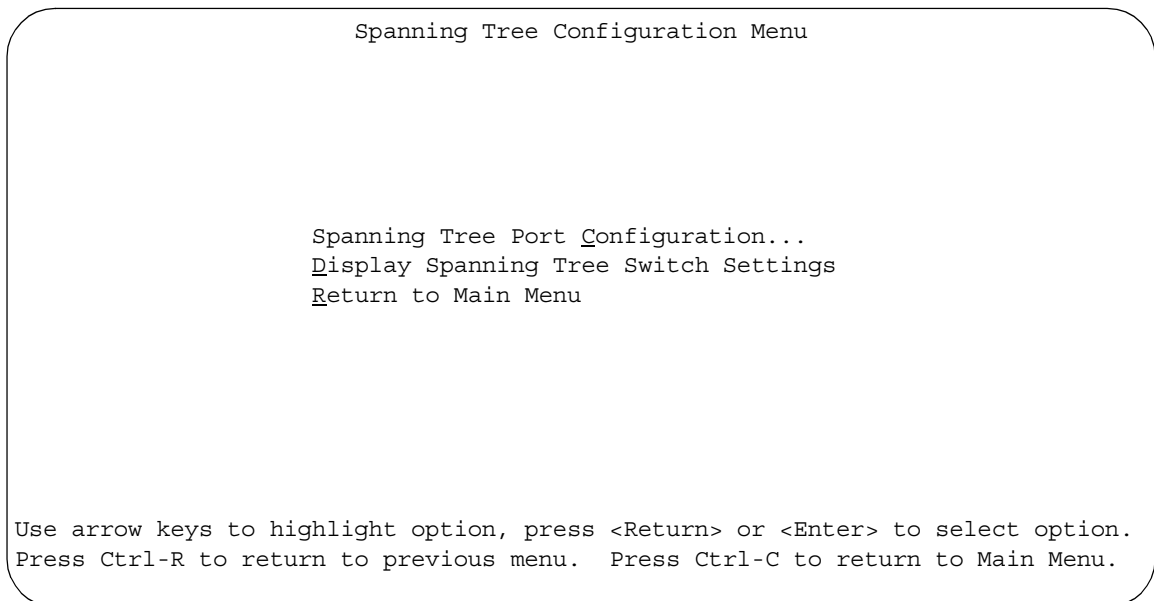 Spanning Tree Configuration Menu
Spanning Tree Port Configuration...
Display Spanning Tree Switch Settings
Return to Main Menu
Use arrow keys to highlight option, press <Return> or <Enter> to select option.
Press Ctrl-R to return to previous menu.  Press Ctrl-C to return to Main Menu.